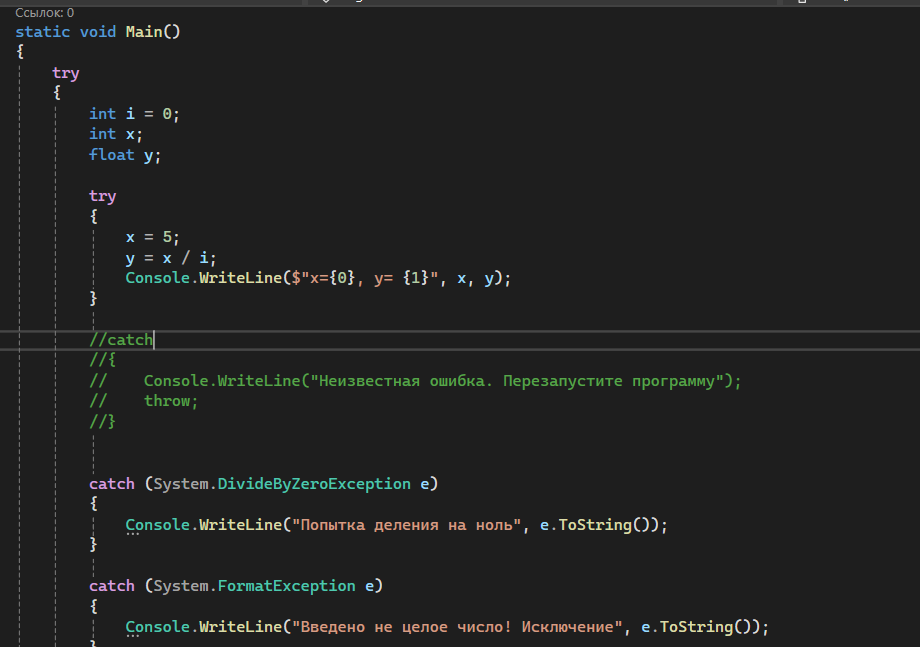 Ссылок: 0
static void Main()
{
try
{
int i = 0;
int x;
float y;
try
{
x = 5;
y = x / i;
Console.WriteLine($"x={0}, y= {1}", x, y);
}
//catch
//{
//    Console.WriteLine("Неизвестная ошибка. Перезапустите программу");
//    throw;
//}
catch (System.DivideByZeroException e)
{
Console.WriteLine("Попытка деления на ноль", e.ToString());
}
catch (System.FormatException e)
{
Console.WriteLine("Введено не целое число! Исключение", e.ToString());
}